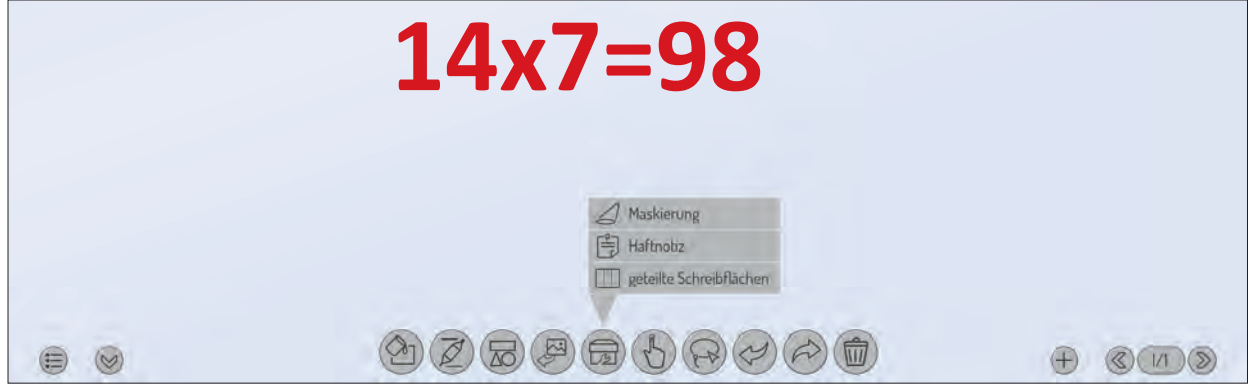 14x7=98
Maskierung
Haftnotiz
geteilte Schreibflächen
1/1